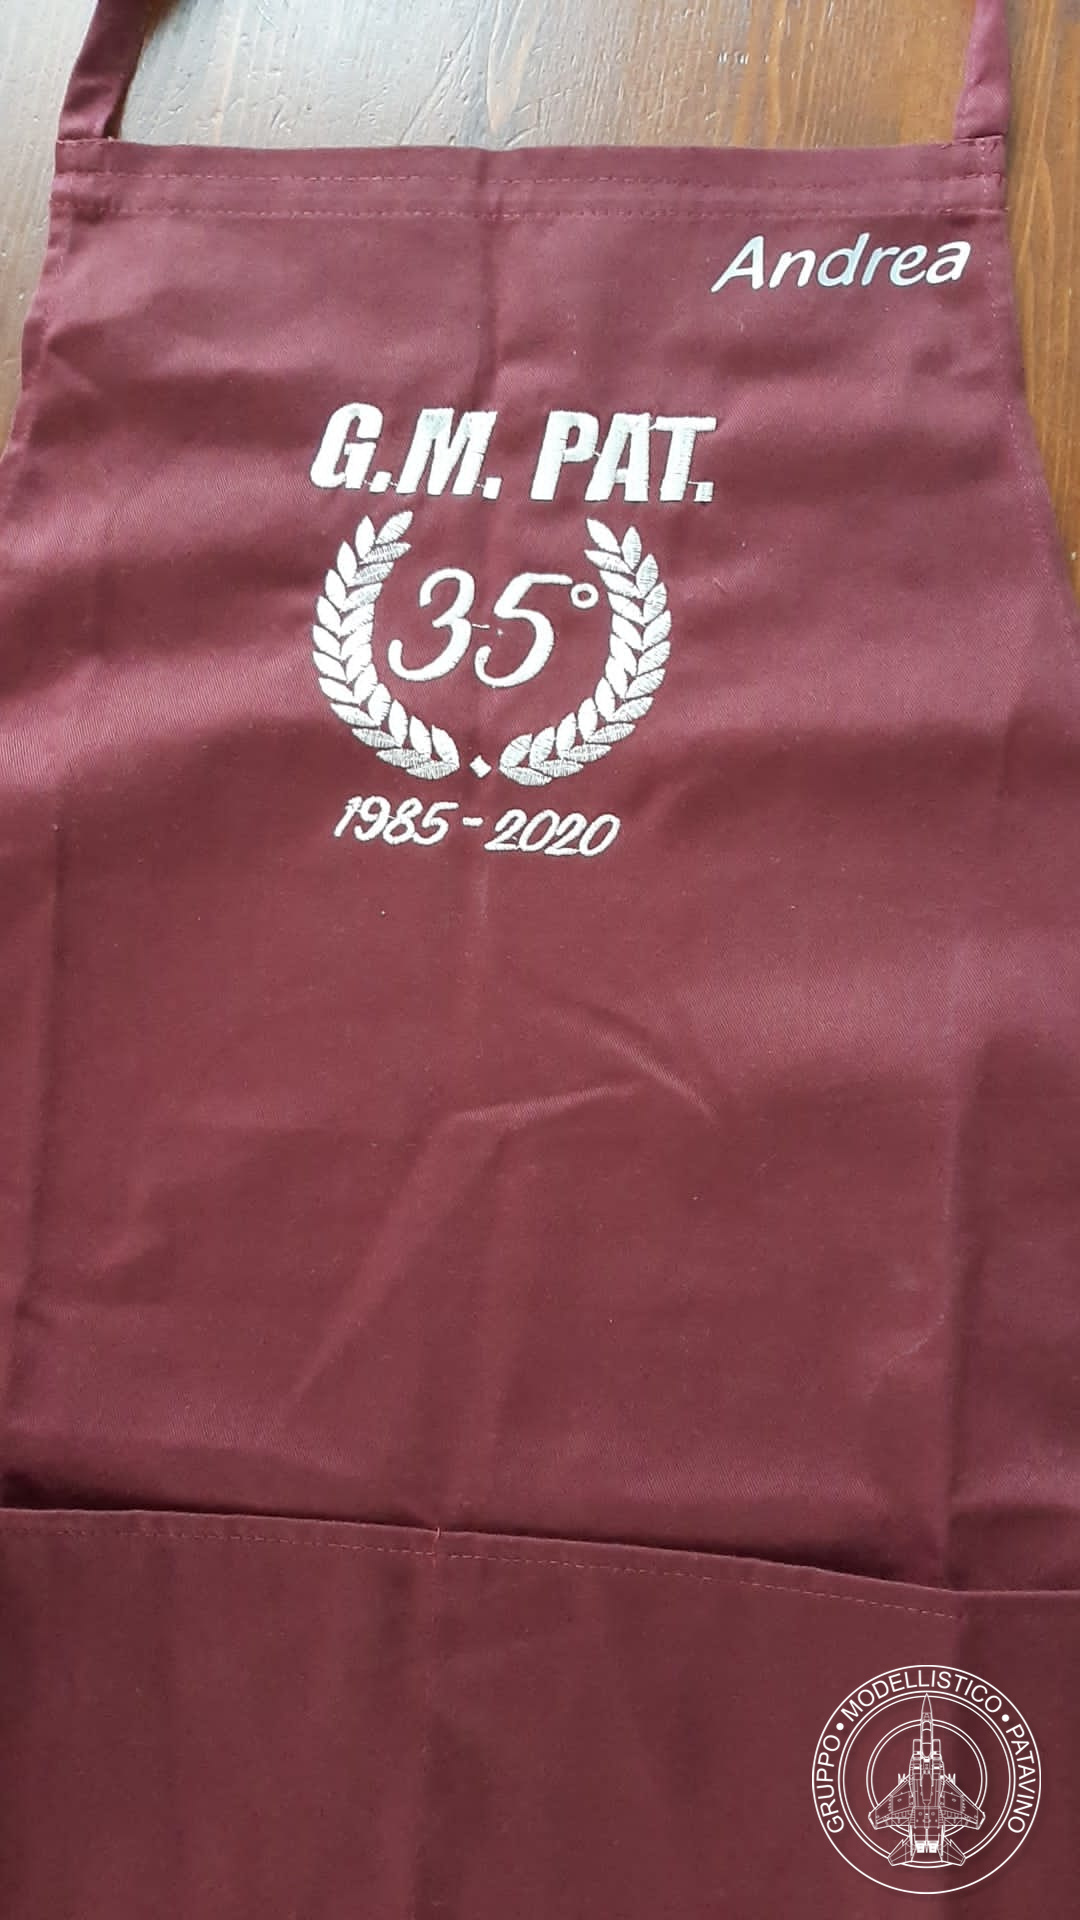 Andrea
G.M. PAT.
35°
1985-2020
GRUPPO • MODELLISTICO • PATAVINO